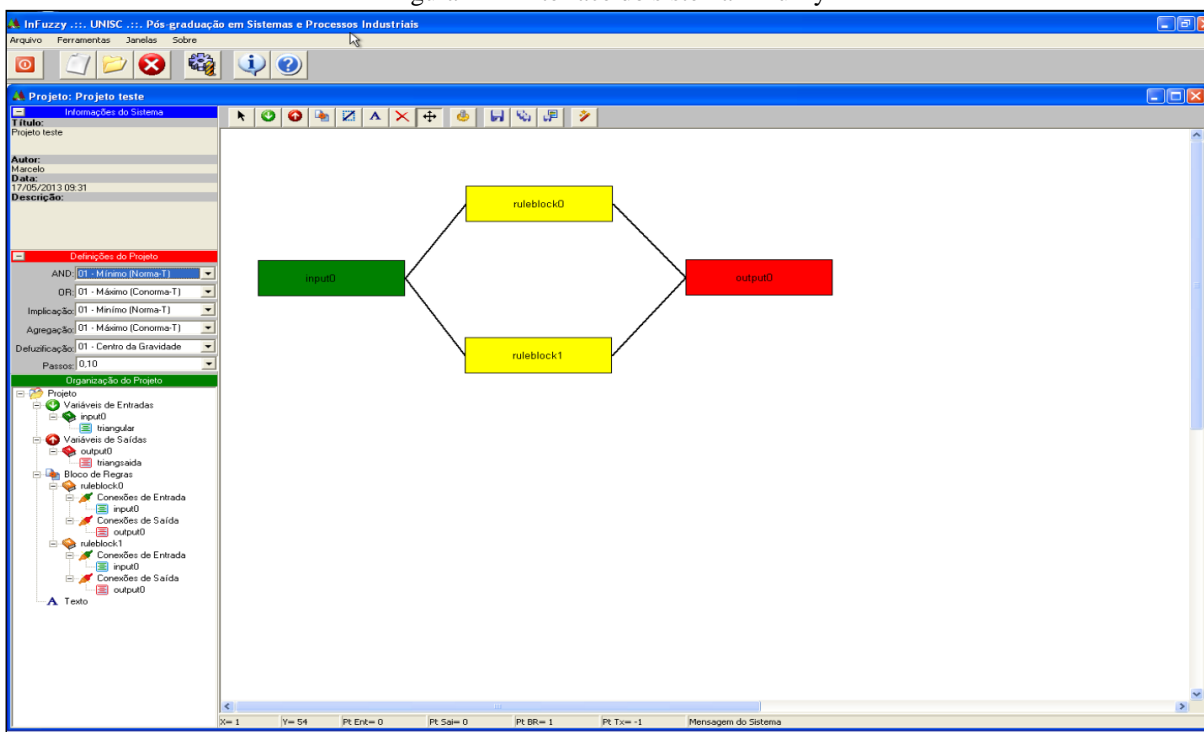 InFuzzy .::. UNISC .::. Pós-graduação em Sistemas e Processos Industriais
Arquivo Ferramentas Janelas Sobre
Projeto: Projeto teste
Informações do Sistema
Título:
Projeto teste
Autor:
Marcelo
Data:
17/05/2013 09:31
Descrição:
Definições do Projeto
AND: 01 - Mínimo (Norma-T)
OR: 01 - Máximo (Conorma-T)
Implicação: 01 - Mínimo (Norma-T)
Agregação: 01 - Máximo (Conorma-T)
Defuzificação: 01 - Centro da Gravidade
Passos: 0,10
Organização do Projeto
Projeto
Variáveis de Entradas
input0
triangular
Variáveis de Saídas
output0
triangsaida
Bloco de Regras
ruleblock0
Conexões de Entrada
input0
Conexões de Saída
output0
ruleblock1
Conexões de Entrada
input0
Conexões de Saída
output0
A Texto
ruleblock0
input0
output0
ruleblock1
X= 1 Y= 54 Pt Ent= 0 Pt Sai= 0 Pt BR= 1 Pt Tx= -1 Mensagem do Sistema